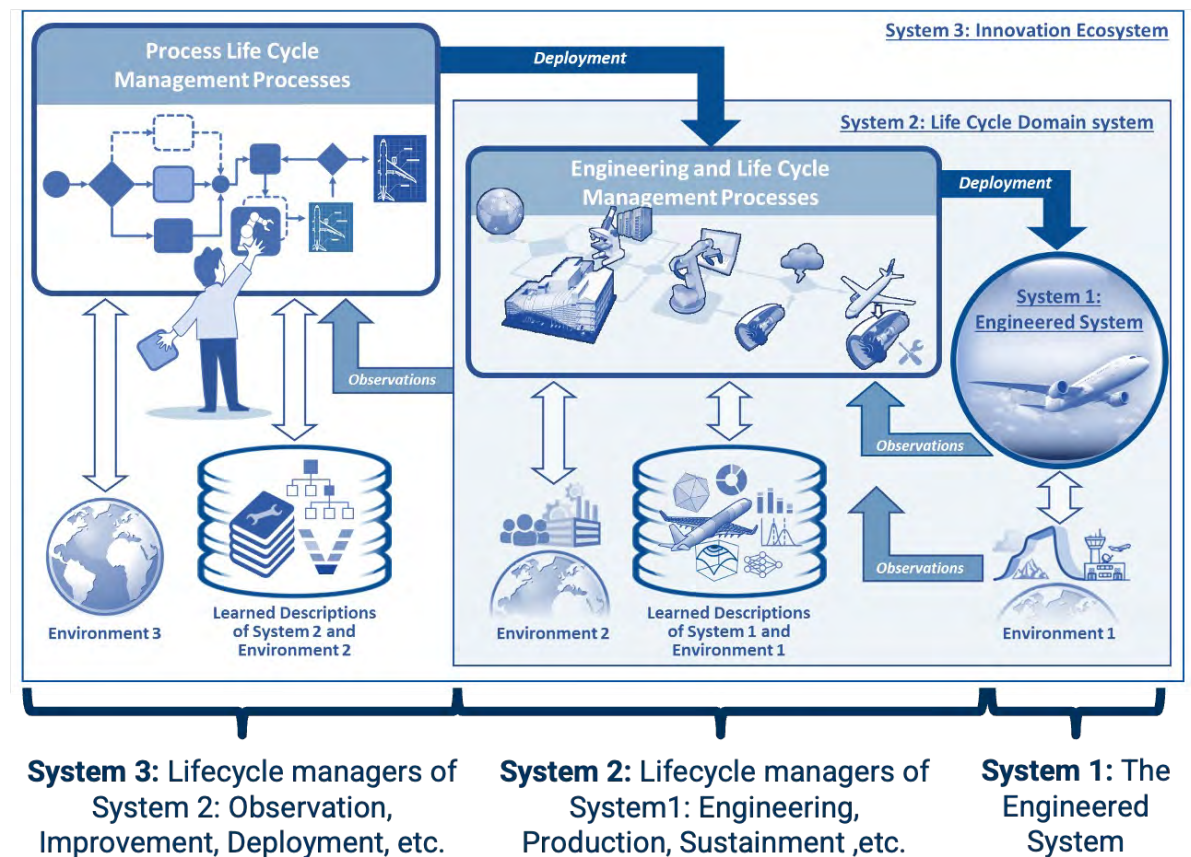 System 3: Innovation Ecosystem
Process Life Cycle
Management Processes
Deployment
System 2: Life Cycle Domain system
Engineering and Life Cycle
Management Processes
Deployment
System 1:
Engineered System
Observations
Observations
Observations
Environment 3
Learned Descriptions
of System 2 and
Environment 2
Environment 2
Learned Descriptions
of System 1 and
Environment 1
Environment 1
System 3: Lifecycle managers of
System 2: Observation,
Improvement, Deployment, etc.
System 2: Lifecycle managers of
System1: Engineering,
Production, Sustainment ,etc.
System 1: The
Engineered
System